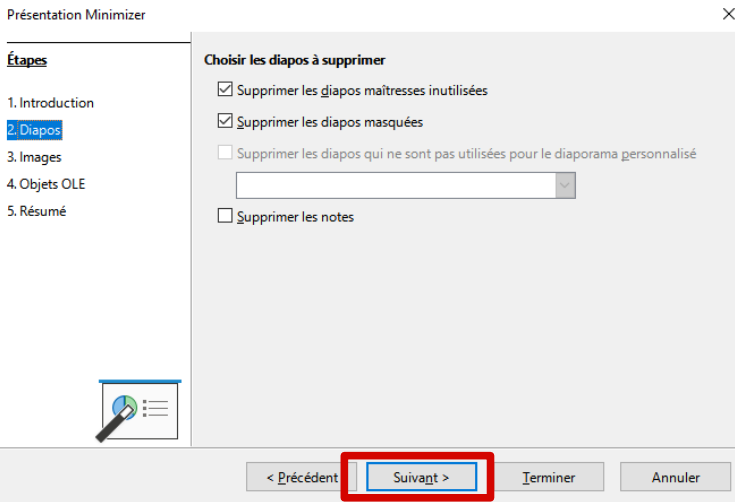 Présentation Minimizer
Étapes
1. Introduction
2. Diapos
3. Images
4. Objets OLE
5. Résumé
Choisir les diapos à supprimer
Supprimer les diapos maîtresses inutilisées
Supprimer les diapos masquées
Supprimer les diapos qui ne sont pas utilisées pour le diaporama personnalisé
Supprimer les notes
< Précédent
Suivant >
Terminer
Annuler